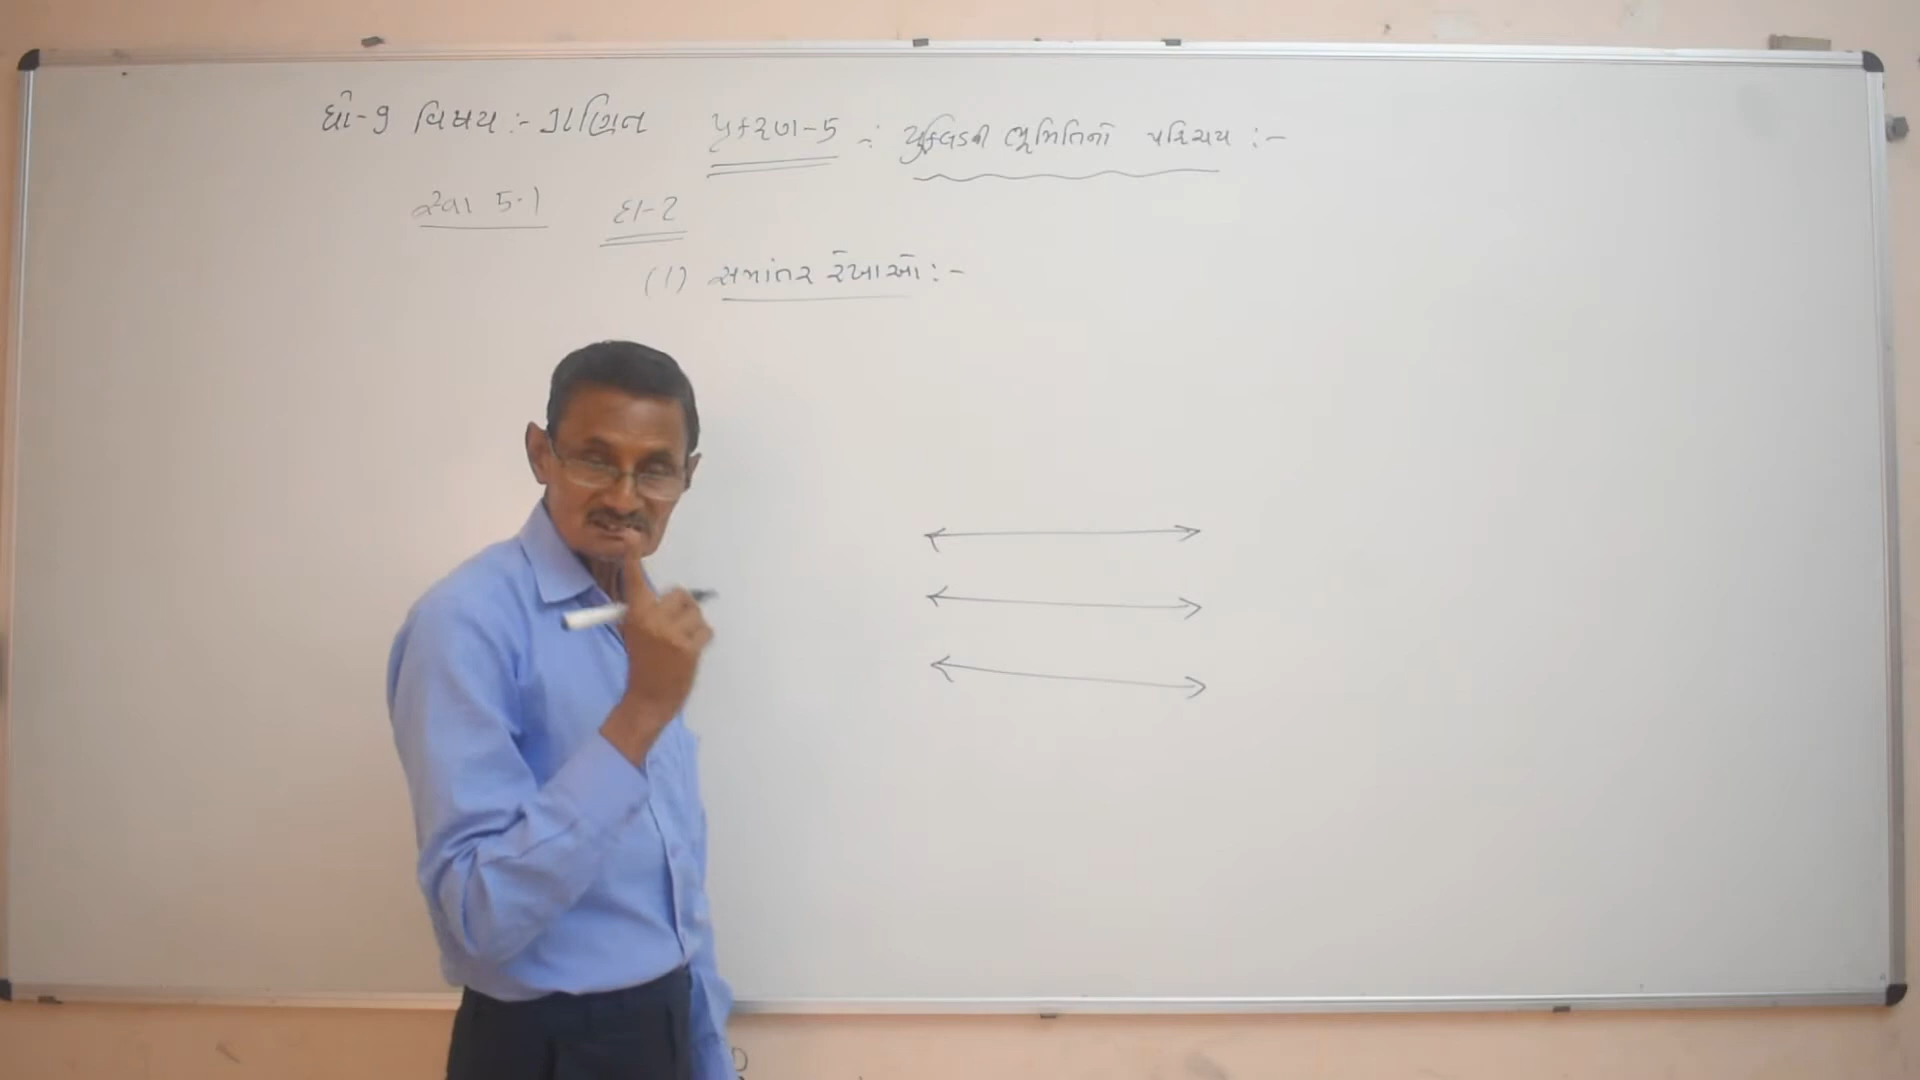 ધો-9 વિષય :- ગણિત પ્રકરણ-5 :- યુક્લિડની ભૂમિતિનો પરિચય :-
સ્વા 5.1 દા-2
(1) સમાંતર રેખાઓ :-